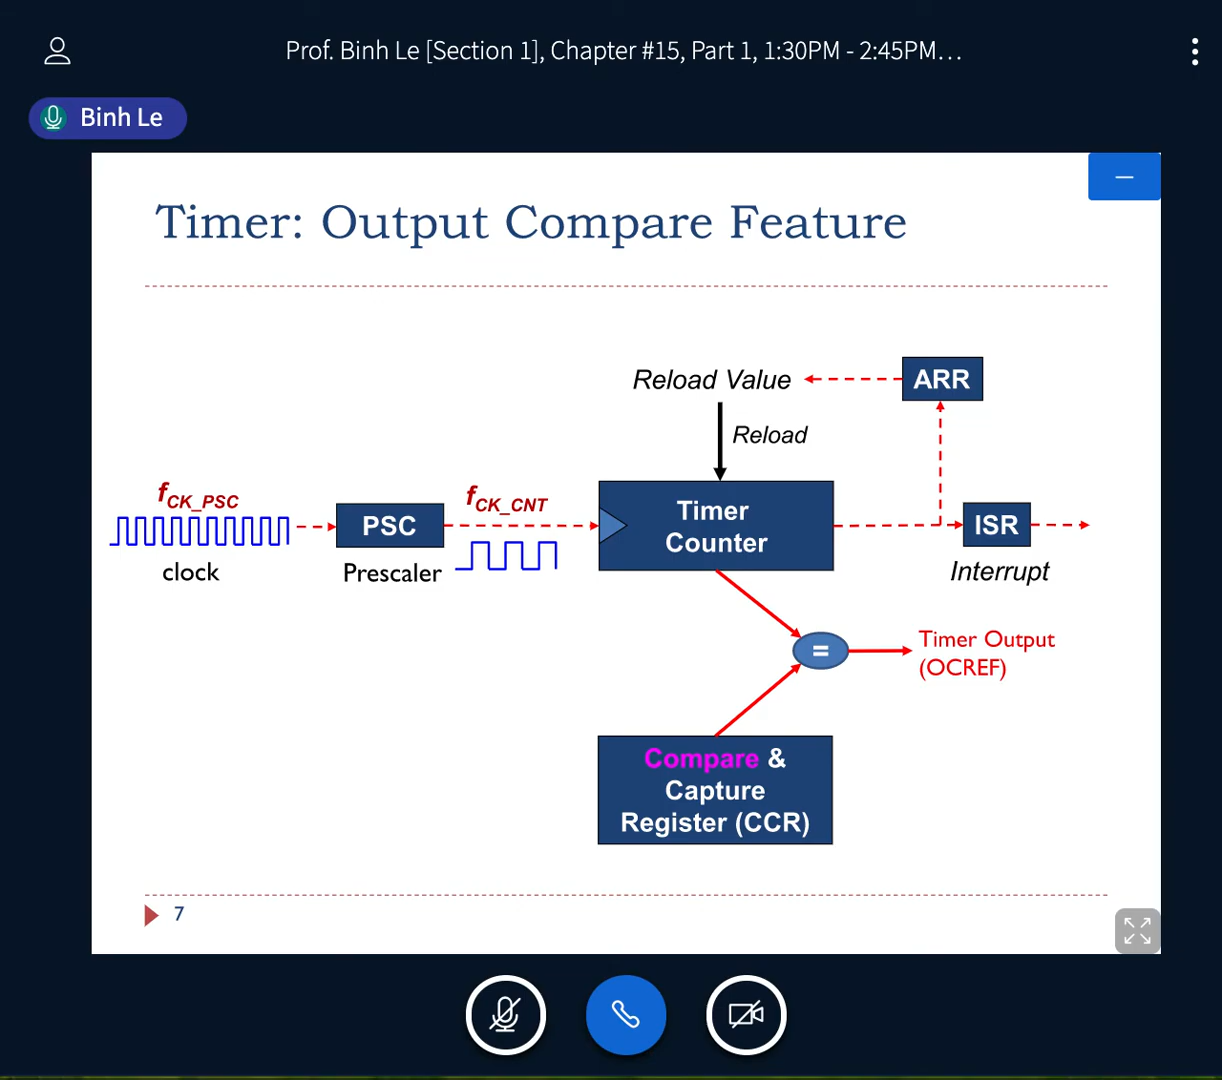 Prof. Binh Le [Section 1], Chapter #15, Part 1, 1:30PM - 2:45PM…
Binh Le
Timer: Output Compare Feature
Reload Value
ARR
Reload
fCK_PSC
fCK_CNT
PSC
Timer
Counter
ISR
clock
Prescaler
Interrupt
=
Timer Output
(OCREF)
Compare &
Capture
Register (CCR)
7